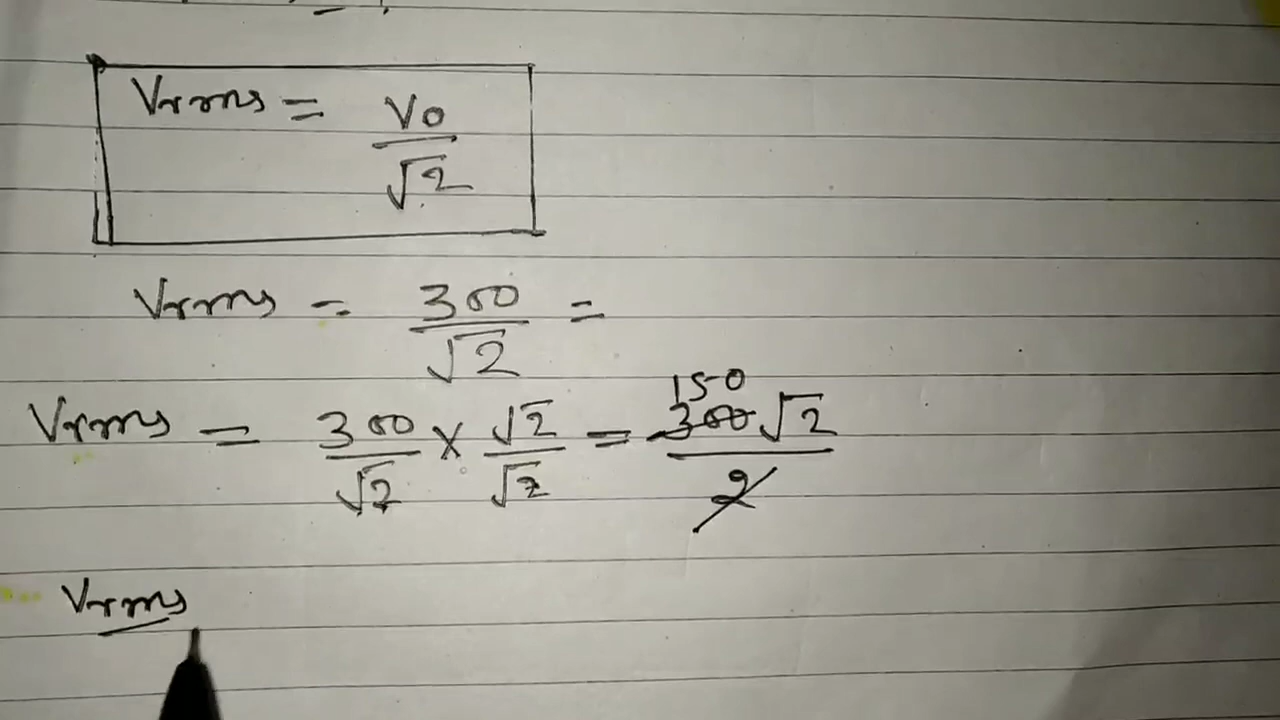 Vrms = V0/√2
Vrms = 300/√2 =
Vrms = 300/√2 × √2/√2 = 300√2/2
150
Vrms